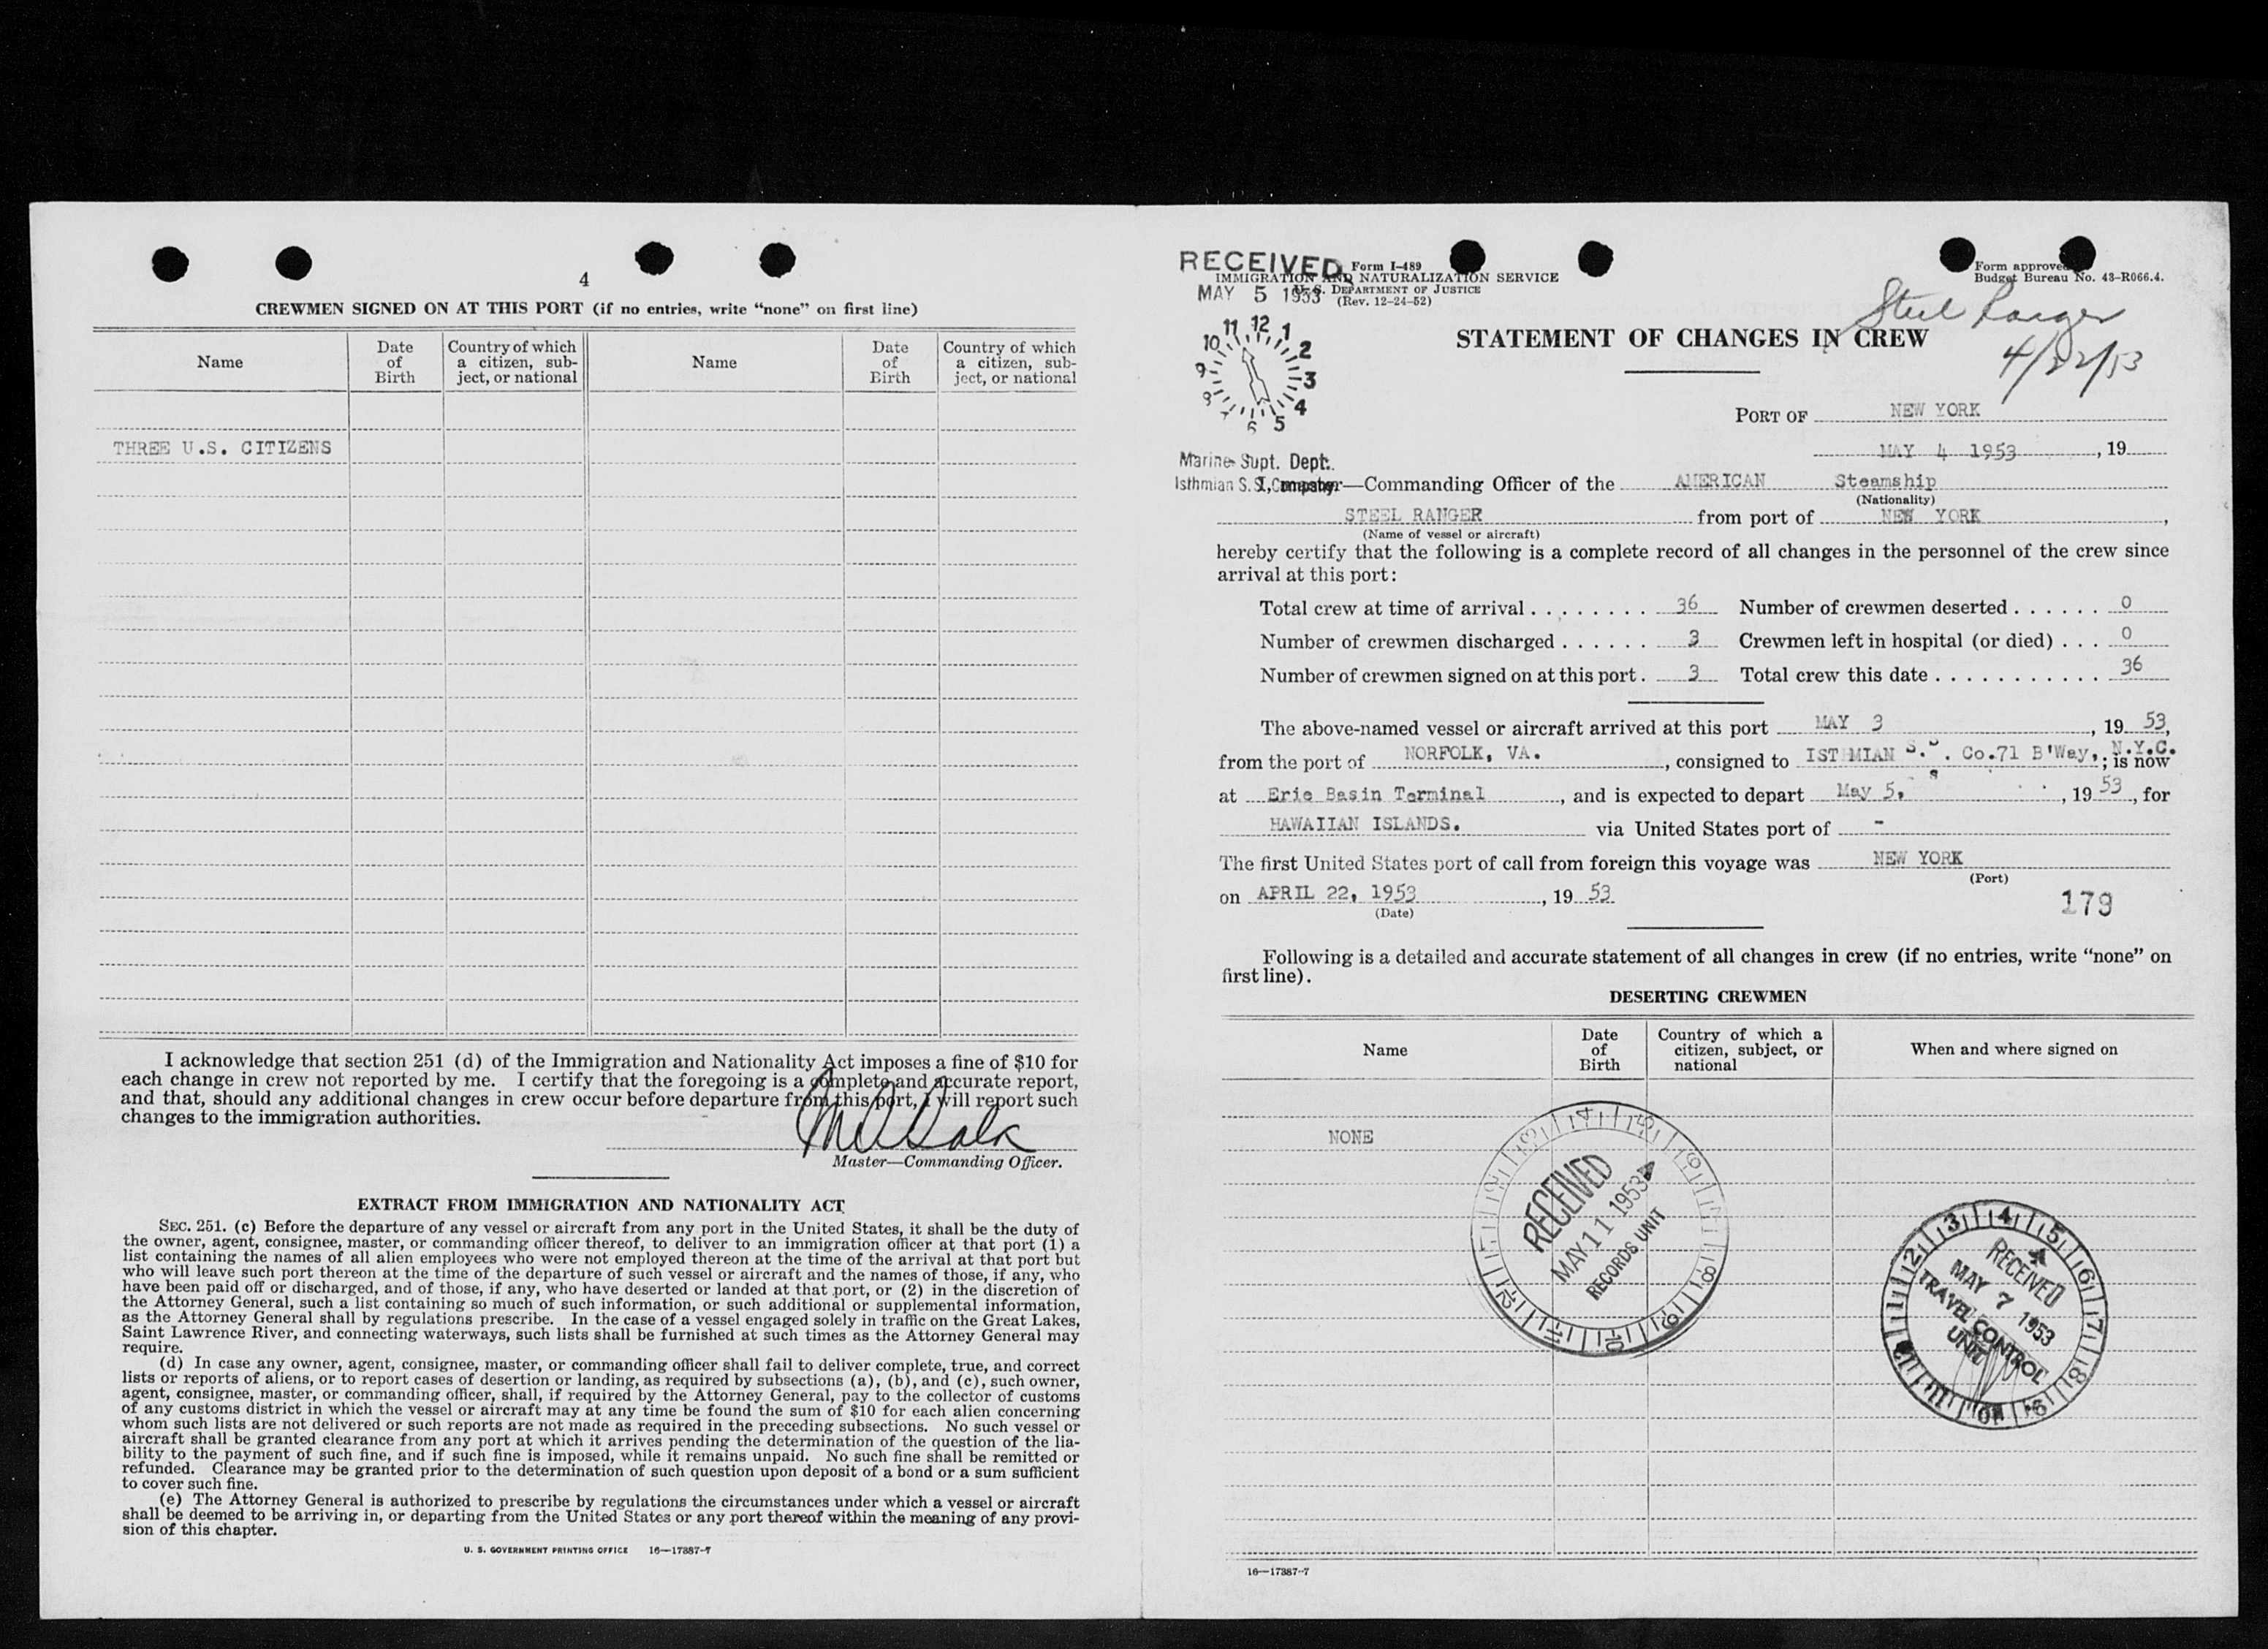 4
CREWMEN SIGNED ON AT THIS PORT (if no entries, write "none" on first line)
Name
Date of Birth
Country of which a citizen, sub-ject, or national
Name
Date of Birth
Country of which a citizen, sub-ject, or national
THREE U.S. CITIZENS
I acknowledge that section 251 (d) of the Immigration and Nationality Act imposes a fine of $10 for
each change in crew not reported by me. I certify that the foregoing is a complete and accurate report,
and that, should any additional changes in crew occur before departure from this port, I will report such
changes to the immigration authorities.
Master—Commanding Officer.
EXTRACT FROM IMMIGRATION AND NATIONALITY ACT
SEC. 251. (c) Before the departure of any vessel or aircraft from any port in the United States, it shall be the duty of
the owner, agent, consignee, master, or commanding officer thereof, to deliver to an immigration officer at that port (1) a
list containing the names of all alien employees who were not employed thereon at the time of the arrival at that port but
who will leave such port thereon at the time of the departure of such vessel or aircraft and the names of those, if any, who
have been paid off or discharged, and of those, if any, who have deserted or landed at that port, or (2) in the discretion of
the Attorney General, such a list containing so much of such information, or such additional or supplemental information,
as the Attorney General shall by regulations prescribe. In the case of a vessel engaged solely in traffic on the Great Lakes,
Saint Lawrence River, and connecting waterways, such lists shall be furnished at such times as the Attorney General may
require.
(d) In case any owner, agent, consignee, master, or commanding officer shall fail to deliver complete, true, and correct
lists or reports of aliens, or to report cases of desertion or landing, as required by subsections (a), (b), and (c), such owner,
agent, consignee, master, or commanding officer, shall, if required by the Attorney General, pay to the collector of customs
of any customs district in which the vessel or aircraft may at any time be found the sum of $10 for each alien concerning
whom such lists are not delivered or such reports are not made as required in the preceding subsections. No such vessel or
aircraft shall be granted clearance from any port at which it arrives pending the determination of the question of the lia-
bility to the payment of such fine, and if such fine is imposed, while it remains unpaid. No such fine shall be remitted or
refunded. Clearance may be granted prior to the determination of such question upon deposit of a bond or a sum sufficient
to cover such fine.
(e) The Attorney General is authorized to prescribe by regulations the circumstances under which a vessel or aircraft
shall be deemed to be arriving in, or departing from the United States or any port thereof within the meaning of any provi-
sion of this chapter.
U. S. GOVERNMENT PRINTING OFFICE 16—17387-7
RECEIVED
MAY 5 1953
11 12 1 2 3 4 5 6 7 8 9 10
Marine Supt. Dept.
Isthmian S. S. Company
Form I-489
IMMIGRATION AND NATURALIZATION SERVICE
U. S. DEPARTMENT OF JUSTICE
(Rev. 12-24-52)
Form approved
Budget Bureau No. 43-R066.4.
Steel Ranger
4/22/53
STATEMENT OF CHANGES IN CREW
PORT OF NEW YORK
MAY 4 1953, 19
I, master—Commanding Officer of the AMERICAN Steamship
(Nationality)
STEEL RANGER from port of NEW YORK,
(Name of vessel or aircraft)
hereby certify that the following is a complete record of all changes in the personnel of the crew since
arrival at this port:
Total crew at time of arrival . . . . . . . . 36 Number of crewmen deserted . . . . . . 0
Number of crewmen discharged . . . . . . 3 Crewmen left in hospital (or died) . . . 0
Number of crewmen signed on at this port . 3 Total crew this date . . . . . . . . . . . 36
The above-named vessel or aircraft arrived at this port MAY 3, 19 53,
from the port of NORFOLK, VA., consigned to IST MIAN S.S. Co.71 B'Way, N.Y.C.; is now
at Erie Basin Terminal, and is expected to depart May 5, 19 53, for
HAWAIIAN ISLANDS. via United States port of -
The first United States port of call from foreign this voyage was NEW YORK
(Port)
on APRIL 22, 1953, 19 53
(Date)
179
Following is a detailed and accurate statement of all changes in crew (if no entries, write "none" on
first line).
DESERTING CREWMEN
Name
Date of Birth
Country of which a citizen, subject, or national
When and where signed on
NONE
RECEIVED
MAY 11 1953
RECORDS UNIT
RECEIVED
MAY 7 1953
TRAVEL CONTROL
UNIT
16—17387-7